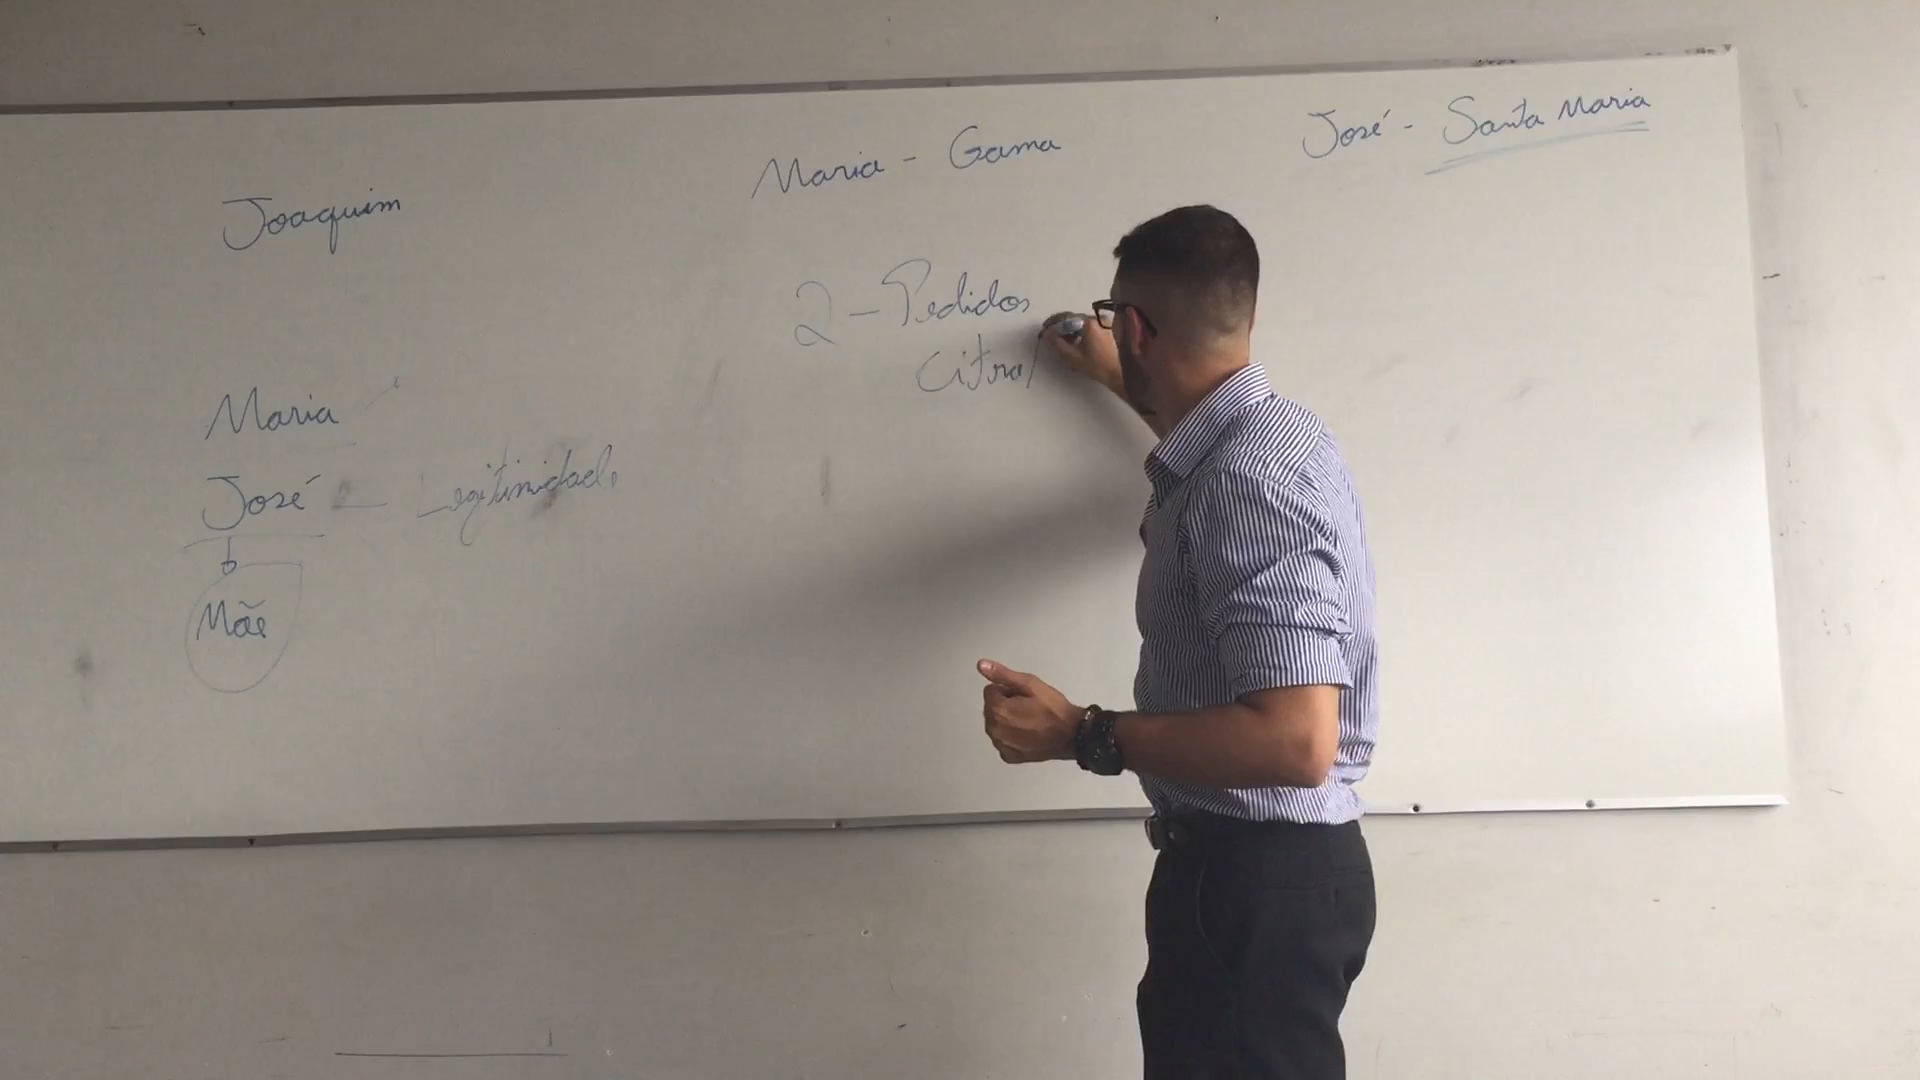 José - Santa Maria
Maria - Gama
Joaquim
2 - Pedidos
Citra/
Maria
José - Legitimidade
Mãe